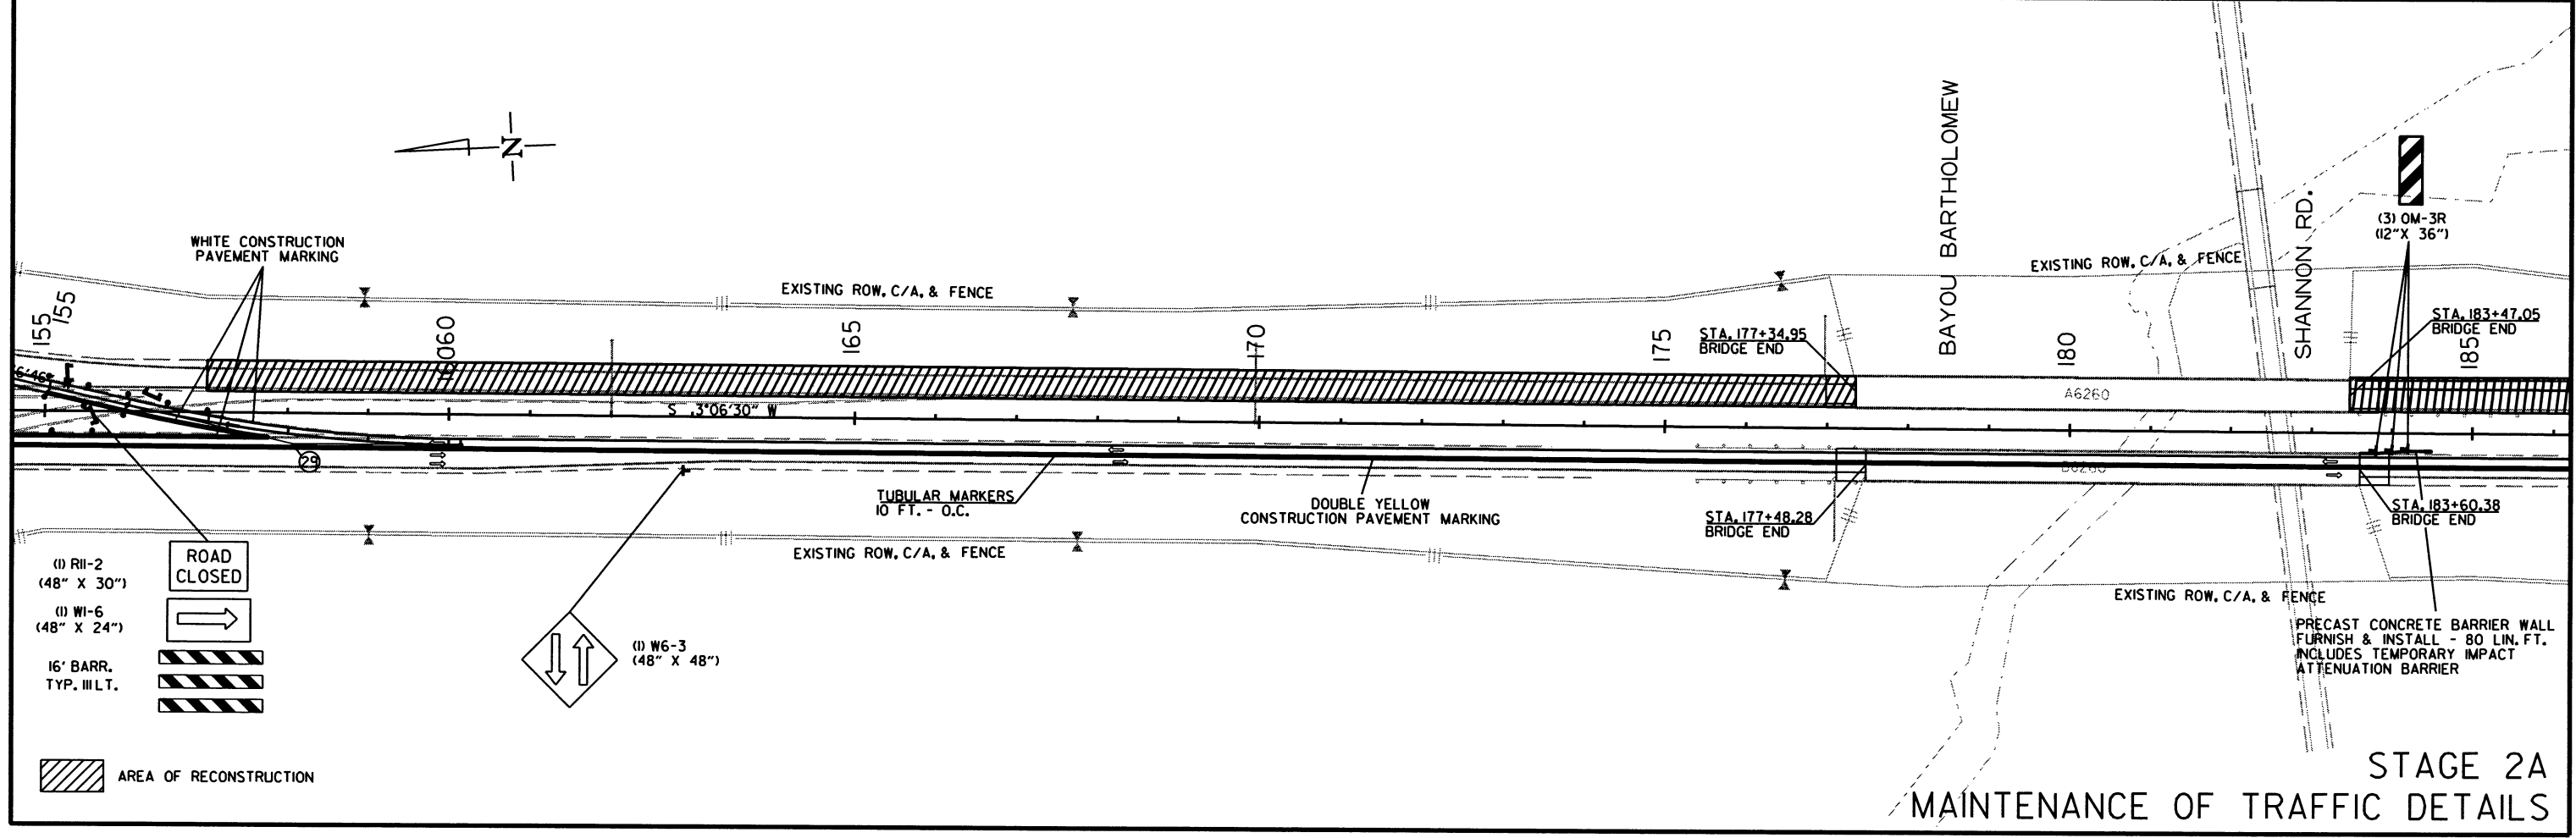 N
BAYOU BARTHOLOMEW
SHANNON RD.
(3) OM-3R
(12"X 36")
WHITE CONSTRUCTION
PAVEMENT MARKING
EXISTING ROW, C/A, & FENCE
EXISTING ROW, C/A, & FENCE
155
155
160
165
170
175
180
185
STA. 177+34.95
BRIDGE END
STA. 183+47.05
BRIDGE END
A6260
S 3°06'30" W
B6260
29
TUBULAR MARKERS
10 FT. - O.C.
DOUBLE YELLOW
CONSTRUCTION PAVEMENT MARKING
STA. 177+48.28
BRIDGE END
STA. 183+60.38
BRIDGE END
EXISTING ROW, C/A, & FENCE
EXISTING ROW, C/A, & FENCE
(1) R11-2
(48" X 30")
ROAD
CLOSED
(1) W1-6
(48" X 24")
16' BARR.
TYP. III LT.
(1) W6-3
(48" X 48")
PRECAST CONCRETE BARRIER WALL
FURNISH & INSTALL - 80 LIN. FT.
INCLUDES TEMPORARY IMPACT
ATTENUATION BARRIER
AREA OF RECONSTRUCTION
STAGE 2A
MAINTENANCE OF TRAFFIC DETAILS